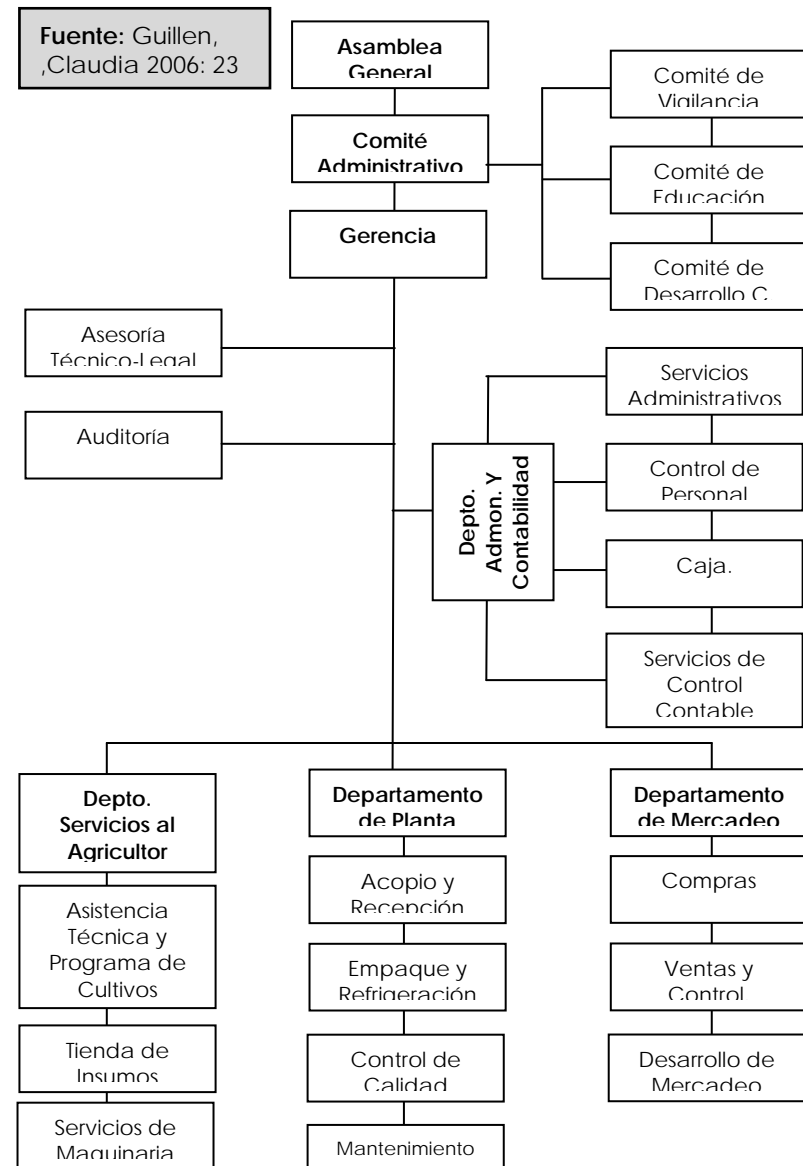 Fuente: Guillen,
,Claudia 2006: 23
Asamblea
General
Comité
Administrativo
Gerencia
Comité de
Vigilancia
Comité de
Educación
Comité de
Desarrollo C
Asesoría
Técnico-Legal
Auditoría
Depto.
Admon. Y
Contabilidad
Servicios
Administrativos
Control de
Personal
Caja.
Servicios de
Control
Contable
Depto.
Servicios al
Agricultor
Asistencia
Técnica y
Programa de
Cultivos
Tienda de
Insumos
Servicios de
Maquinaria
Departamento
de Planta
Acopio y
Recepción
Empaque y
Refrigeración
Control de
Calidad
Mantenimiento
Departamento
de Mercadeo
Compras
Ventas y
Control
Desarrollo de
Mercadeo